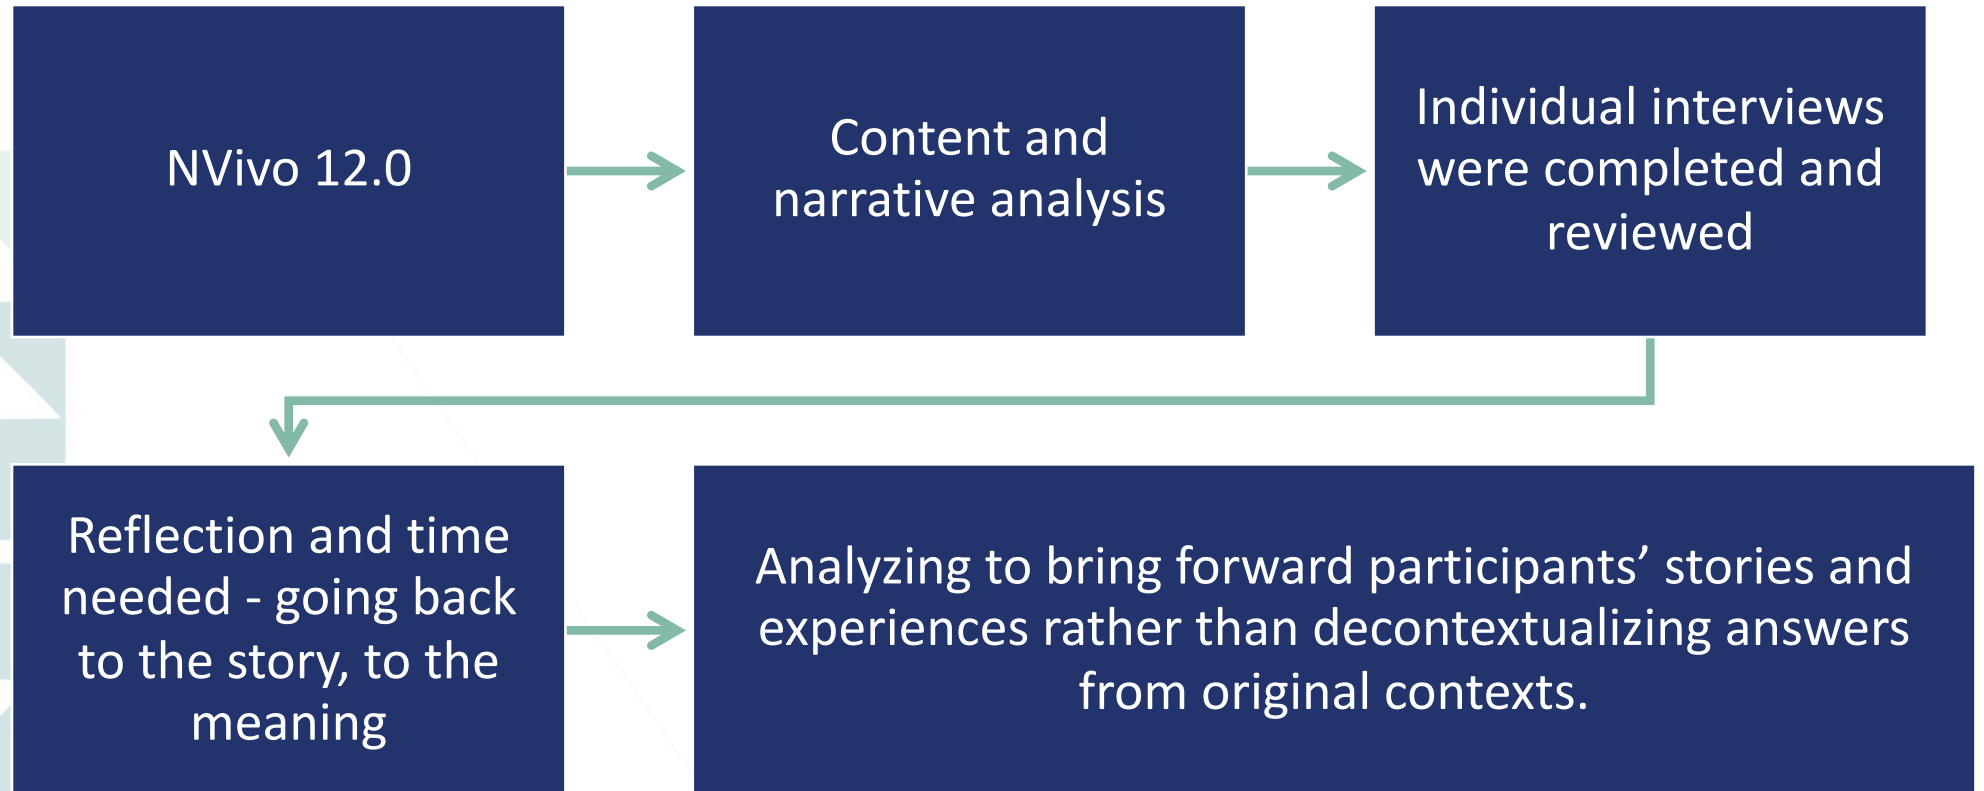 NVivo 12.0
Content and
narrative analysis
Individual interviews
were completed and
reviewed
Reflection and time
needed - going back
to the story, to the
meaning
Analyzing to bring forward participants’ stories and
experiences rather than decontextualizing answers
from original contexts.